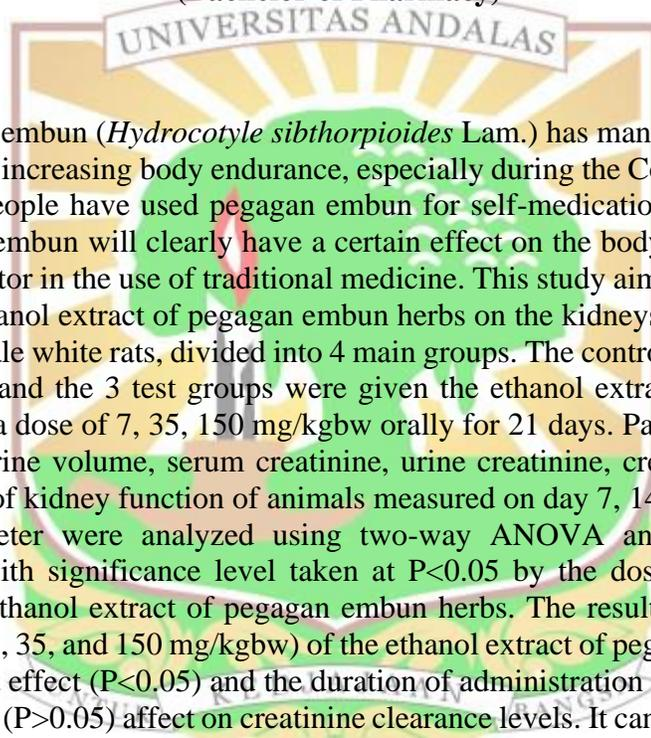 (Bachelor of Pharmacy)
UNIVERSITAS ANDALAS
embun (Hydrocotyle sibthorpioides Lam.) has man
increasing body endurance, especially during the Co
eople have used pegagan embun for self-medicatio
embun will clearly have a certain effect on the body
tor in the use of traditional medicine. This study aim
anol extract of pegagan embun herbs on the kidneys
ale white rats, divided into 4 main groups. The contro
and the 3 test groups were given the ethanol extra
a dose of 7, 35, 150 mg/kgbw orally for 21 days. Pa
rine volume, serum creatinine, urine creatinine, cre
of kidney function of animals measured on day 7, 14
eter were analyzed using two-way ANOVA an
ith significance level taken at P<0.05 by the dos
thanol extract of pegagan embun herbs. The result
, 35, and 150 mg/kgbw) of the ethanol extract of peg
effect (P<0.05) and the duration of administration
(P>0.05) affect on creatinine clearance levels. It can
KEDJAJAAN BANGSA